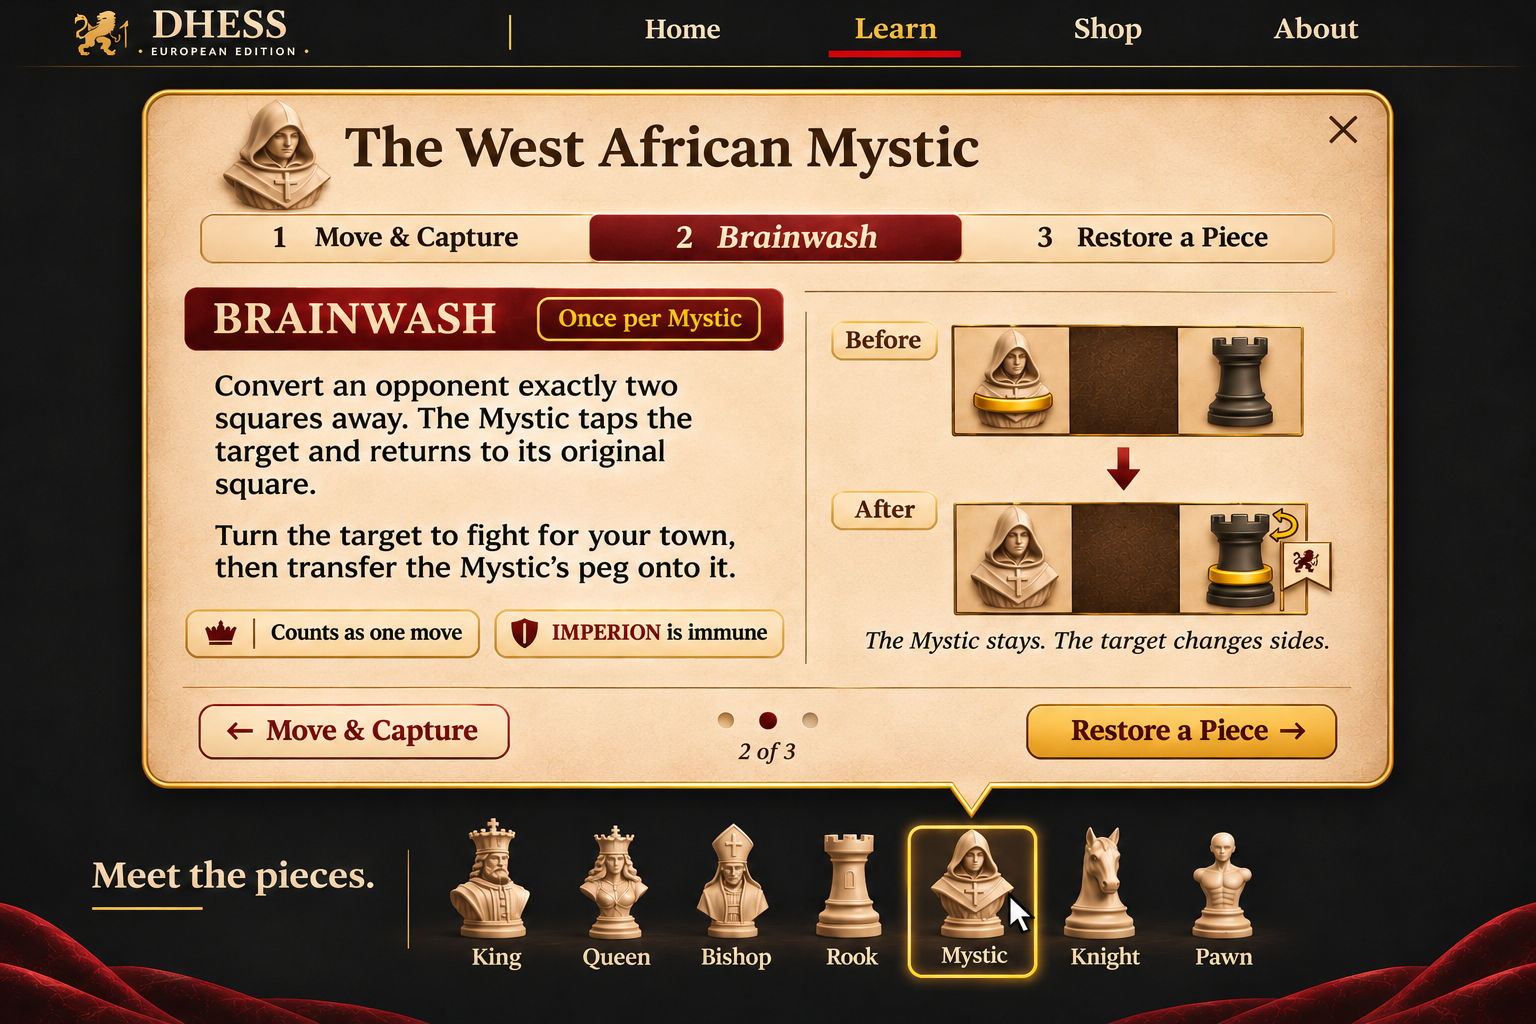 DHESS
• EUROPEAN EDITION •
Home
Learn
Shop
About
The West African Mystic
1 Move & Capture
2 Brainwash
3 Restore a Piece
BRAINWASH
Once per Mystic
Convert an opponent exactly two
squares away. The Mystic taps the
target and returns to its original
square.
Turn the target to fight for your town,
then transfer the Mystic’s peg onto it.
Counts as one move
IMPERION is immune
Before
After
The Mystic stays. The target changes sides.
← Move & Capture
2 of 3
Restore a Piece →
Meet the pieces.
King
Queen
Bishop
Rook
Mystic
Knight
Pawn